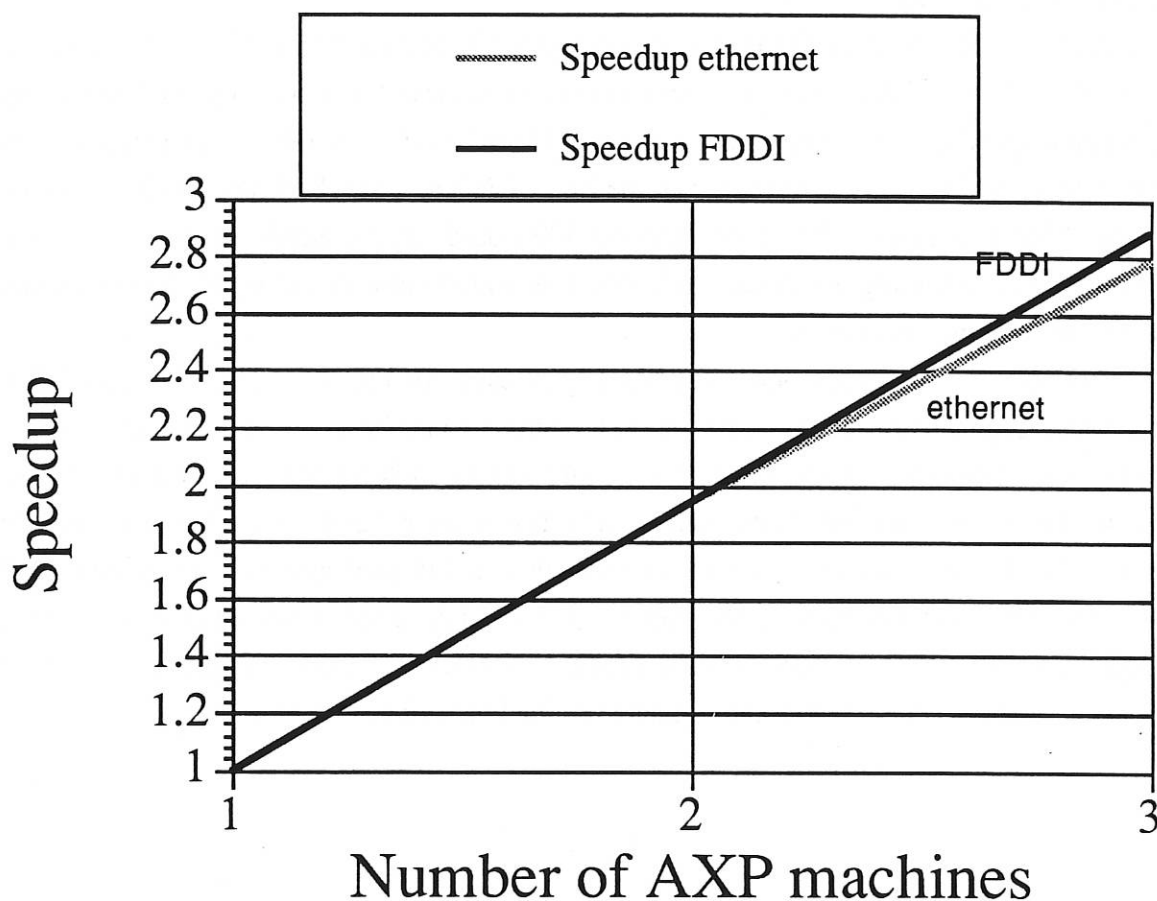 Speedup ethernet
Speedup FDDI
3
2.8
2.6
2.4
2.2
2
1.8
1.6
1.4
1.2
1
FDDI
ethernet
Speedup
1 2 3
Number of AXP machines